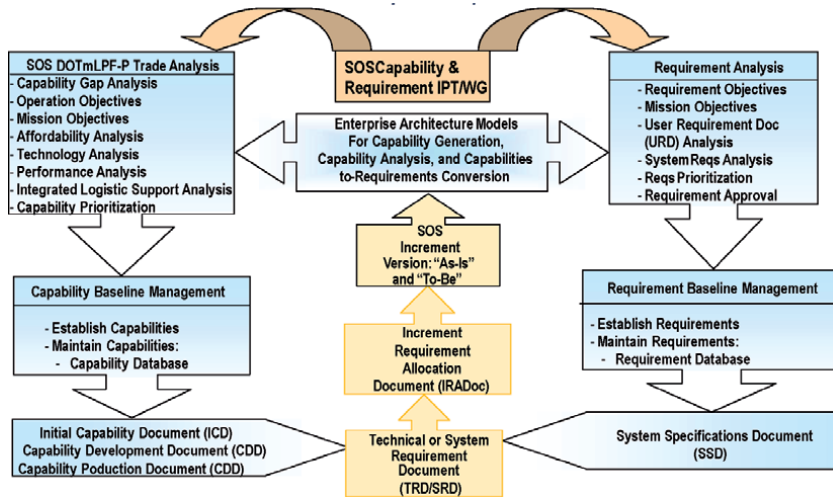 SOS DOTmLPF-P Trade Analysis
-Capability Gap Analysis
-Operation Objectives
-Mission Objectives
-Affordability Analysis
-Technology Analysis
-Performance Analysis
-Integrated Logistic Support Analysis
-Capability Prioritization
SOSCapability &
Requirement IPT/WG
Requirement Analysis
- Requirement Objectives
- Mission Objectives
- User Requirement Doc
(URD) Analysis
- SystemReqs Analysis
- Reqs Prioritization
- Requirement Approval
Enterprise Architecture Models
For Capability Generation,
Capability Analysis, and Capabilities
to-Requirements Conversion
SOS
Increment
Version: “As-Is”
and “To-Be”
Capability Baseline Management
- Establish Capabilities
- Maintain Capabilities:
- Capability Database
Requirement Baseline Management
- Establish Requirements
- Maintain Requirements:
- Requirement Database
Increment
Requirement
Allocation
Document (IRADoc)
Initial Capability Document (ICD)
Capability Development Document (CDD)
Capability Poduction Document (CDD)
Technical or System
Requirement
Document
(TRD/SRD)
System Specifications Document
(SSD)